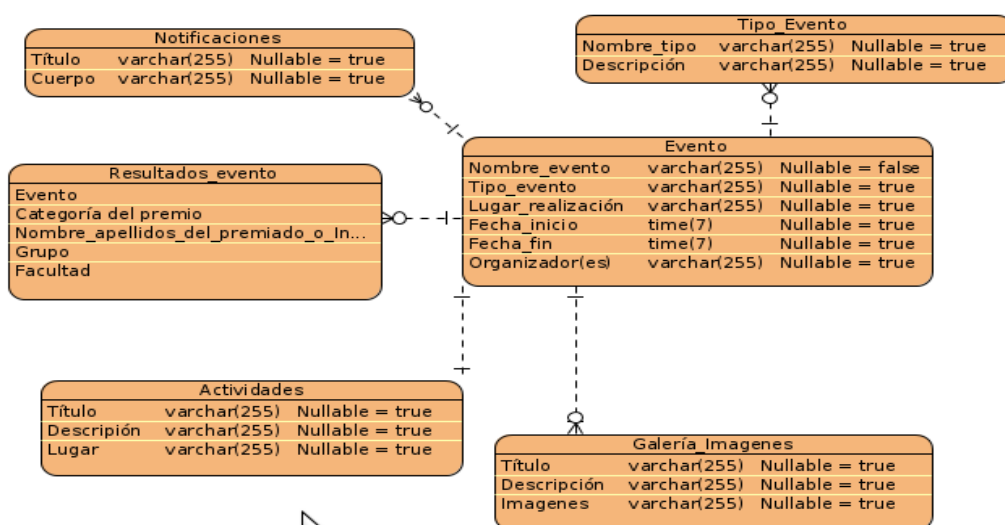 Notificaciones
Título varchar(255) Nullable = true
Cuerpo varchar(255) Nullable = true
Tipo_Evento
Nombre_tipo varchar(255) Nullable = true
Descripción varchar(255) Nullable = true
Evento
Nombre_evento varchar(255) Nullable = false
Tipo_evento varchar(255) Nullable = true
Lugar_realización varchar(255) Nullable = true
Fecha_inicio time(7) Nullable = true
Fecha_fin time(7) Nullable = true
Organizador(es) varchar(255) Nullable = true
Resultados_evento
Evento
Categoría del premio
Nombre_apellidos_del_premiado_o_In...
Grupo
Facultad
Actividades
Título varchar(255) Nullable = true
Descripión varchar(255) Nullable = true
Lugar varchar(255) Nullable = true
Galería_Imagenes
Título varchar(255) Nullable = true
Descripción varchar(255) Nullable = true
Imagenes varchar(255) Nullable = true